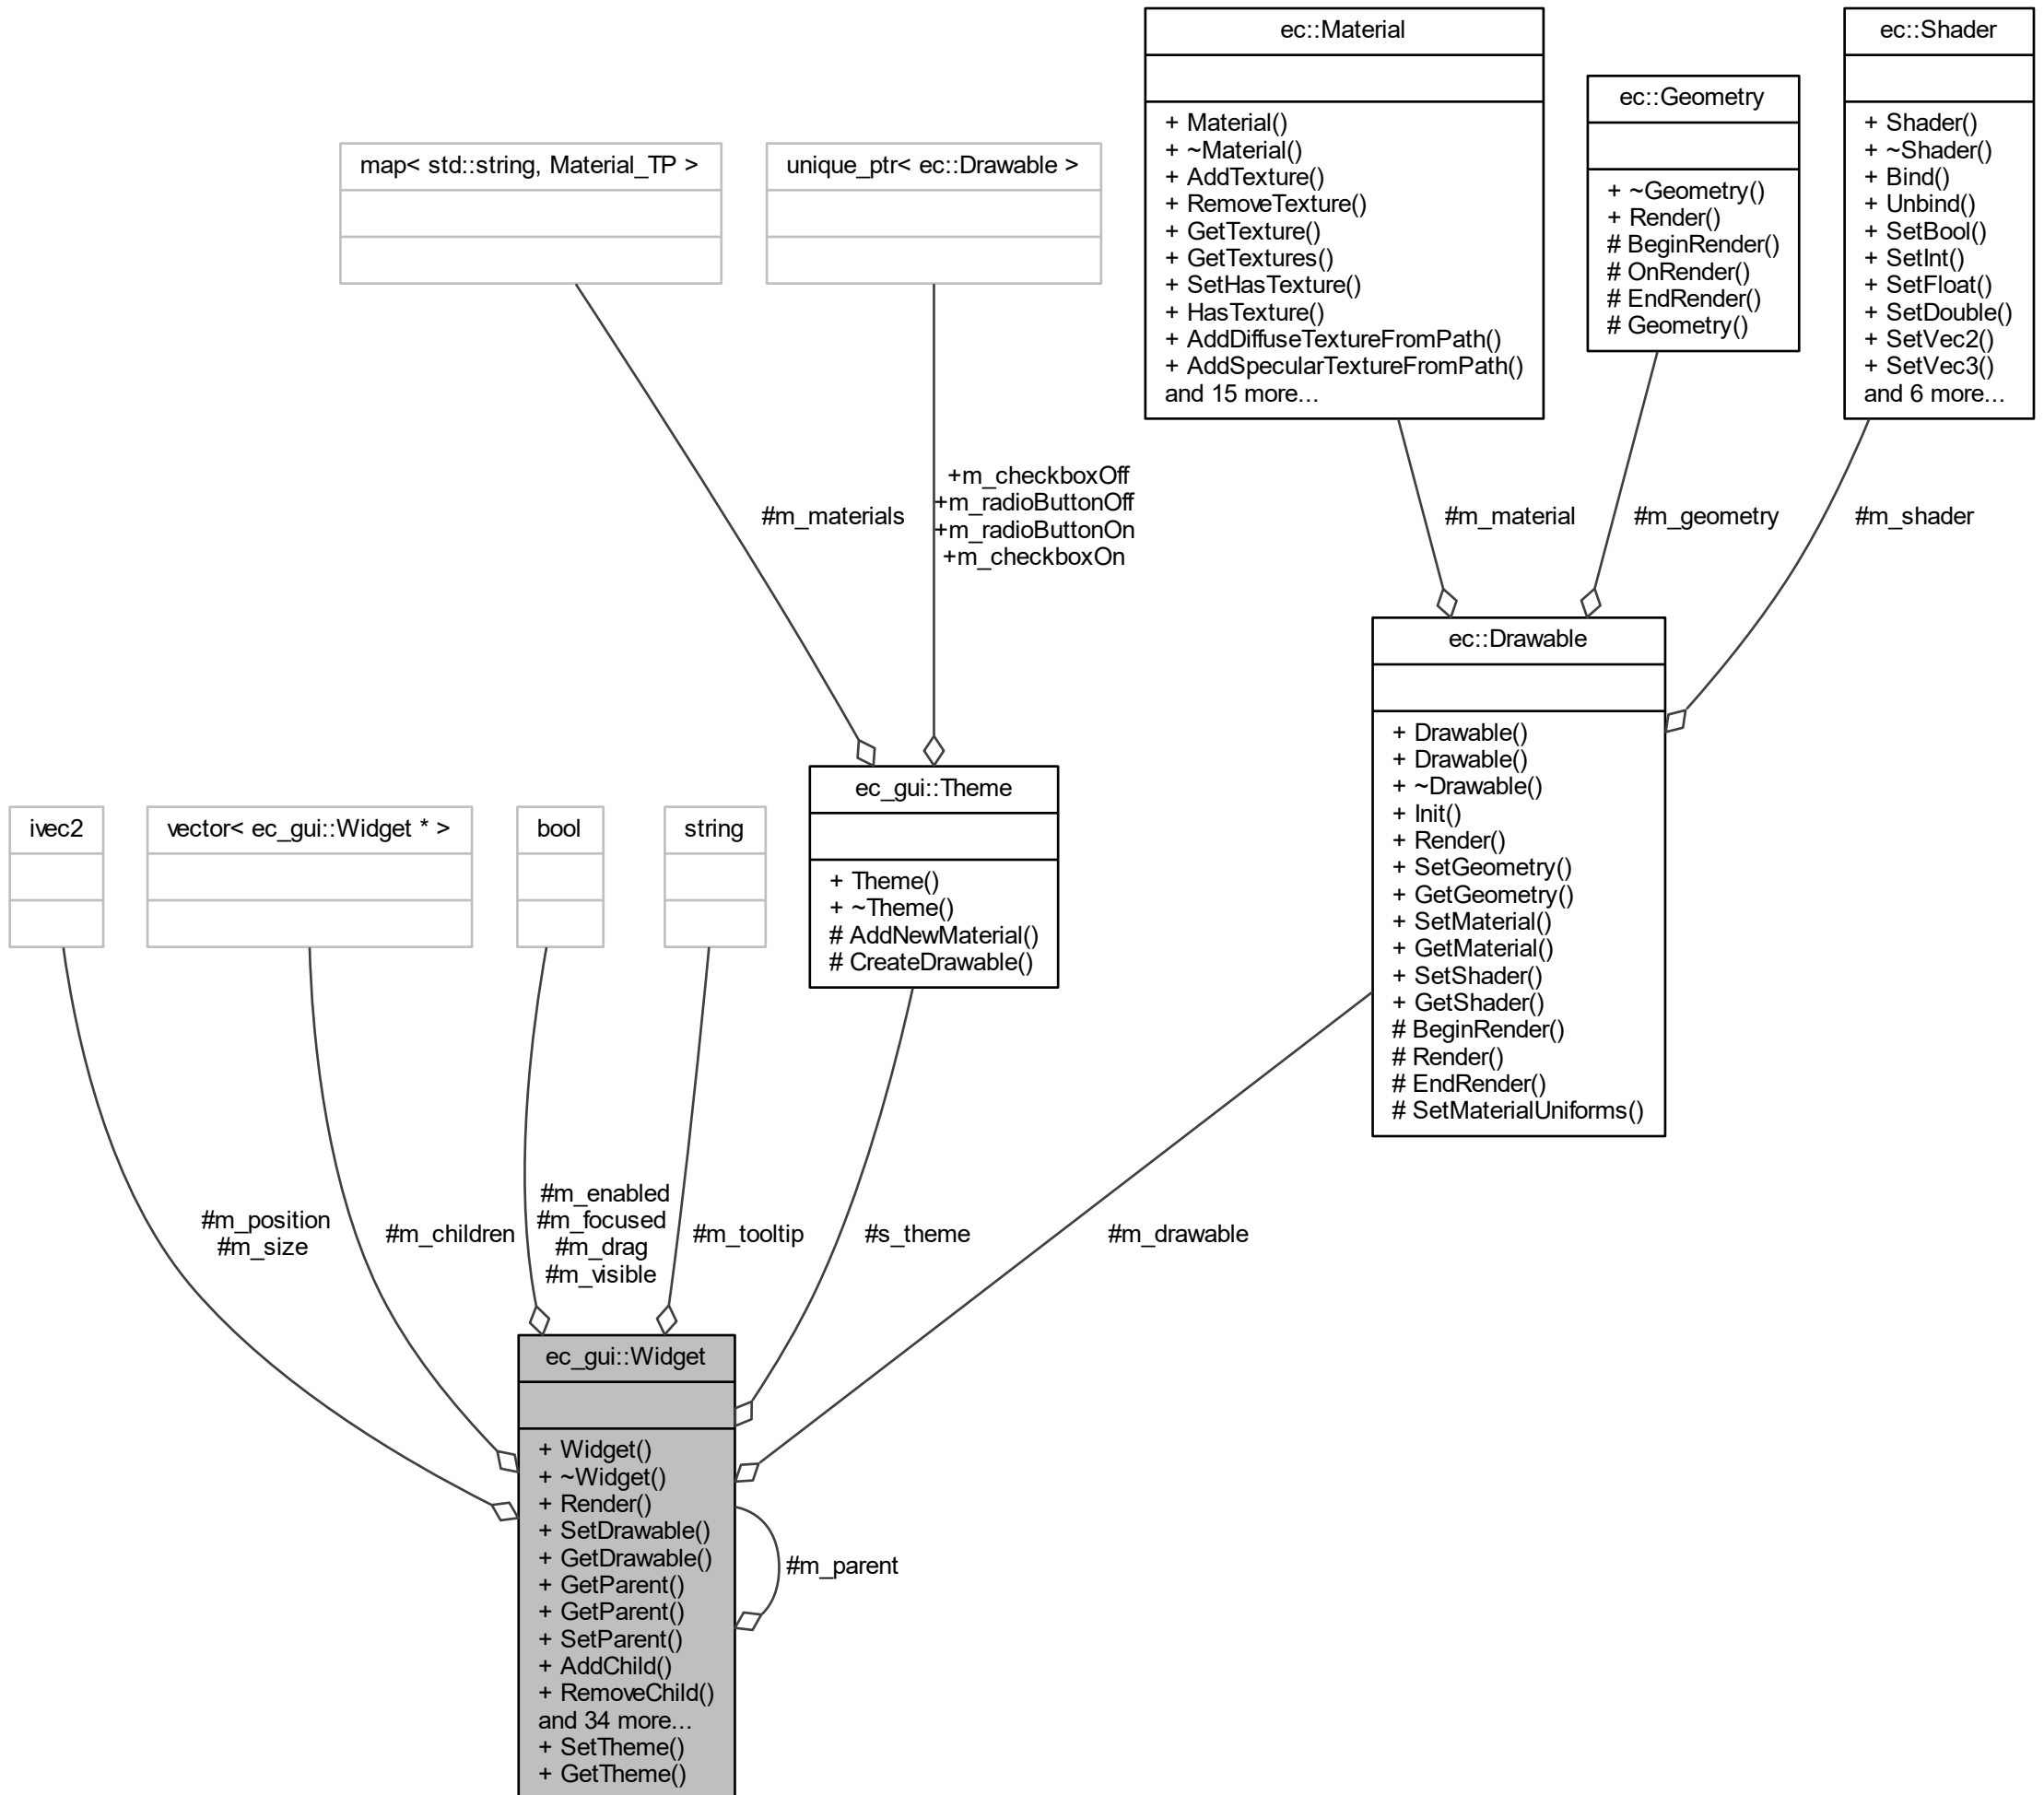 ec::Material
+ Material()
+ ~Material()
+ AddTexture()
+ RemoveTexture()
+ GetTexture()
+ GetTextures()
+ SetHasTexture()
+ HasTexture()
+ AddDiffuseTextureFromPath()
+ AddSpecularTextureFromPath()
and 15 more...
ec::Shader
+ Shader()
+ ~Shader()
+ Bind()
+ Unbind()
+ SetBool()
+ SetInt()
+ SetFloat()
+ SetDouble()
+ SetVec2()
+ SetVec3()
and 6 more...
ec::Geometry
+ ~Geometry()
+ Render()
# BeginRender()
# OnRender()
# EndRender()
# Geometry()
map< std::string, Material_TP >
unique_ptr< ec::Drawable >
#m_materials
+m_checkboxOff
+m_radioButtonOff
+m_radioButtonOn
+m_checkboxOn
#m_material
#m_geometry
#m_shader
ec::Drawable
+ Drawable()
+ Drawable()
+ ~Drawable()
+ Init()
+ Render()
+ SetGeometry()
+ GetGeometry()
+ SetMaterial()
+ GetMaterial()
+ SetShader()
+ GetShader()
# BeginRender()
# Render()
# EndRender()
# SetMaterialUniforms()
ec_gui::Theme
+ Theme()
+ ~Theme()
# AddNewMaterial()
# CreateDrawable()
ivec2
vector< ec_gui::Widget * >
bool
string
#m_position
#m_size
#m_children
#m_enabled
#m_focused
#m_drag
#m_visible
#m_tooltip
#s_theme
#m_drawable
ec_gui::Widget
+ Widget()
+ ~Widget()
+ Render()
+ SetDrawable()
+ GetDrawable()
+ GetParent()
+ GetParent()
+ SetParent()
+ AddChild()
+ RemoveChild()
and 34 more...
+ SetTheme()
+ GetTheme()
#m_parent